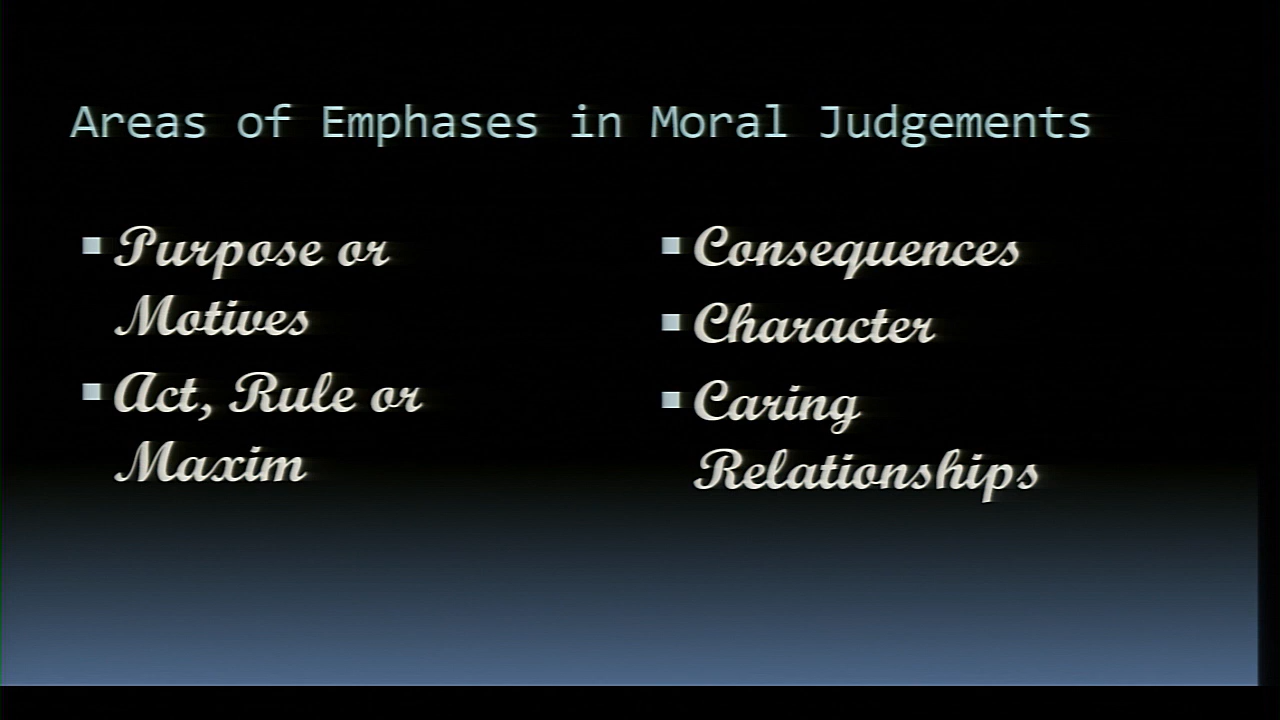 Areas of Emphases in Moral Judgements
Purpose or
Motives
Act, Rule or
Maxim
Consequences
Character
Caring
Relationships